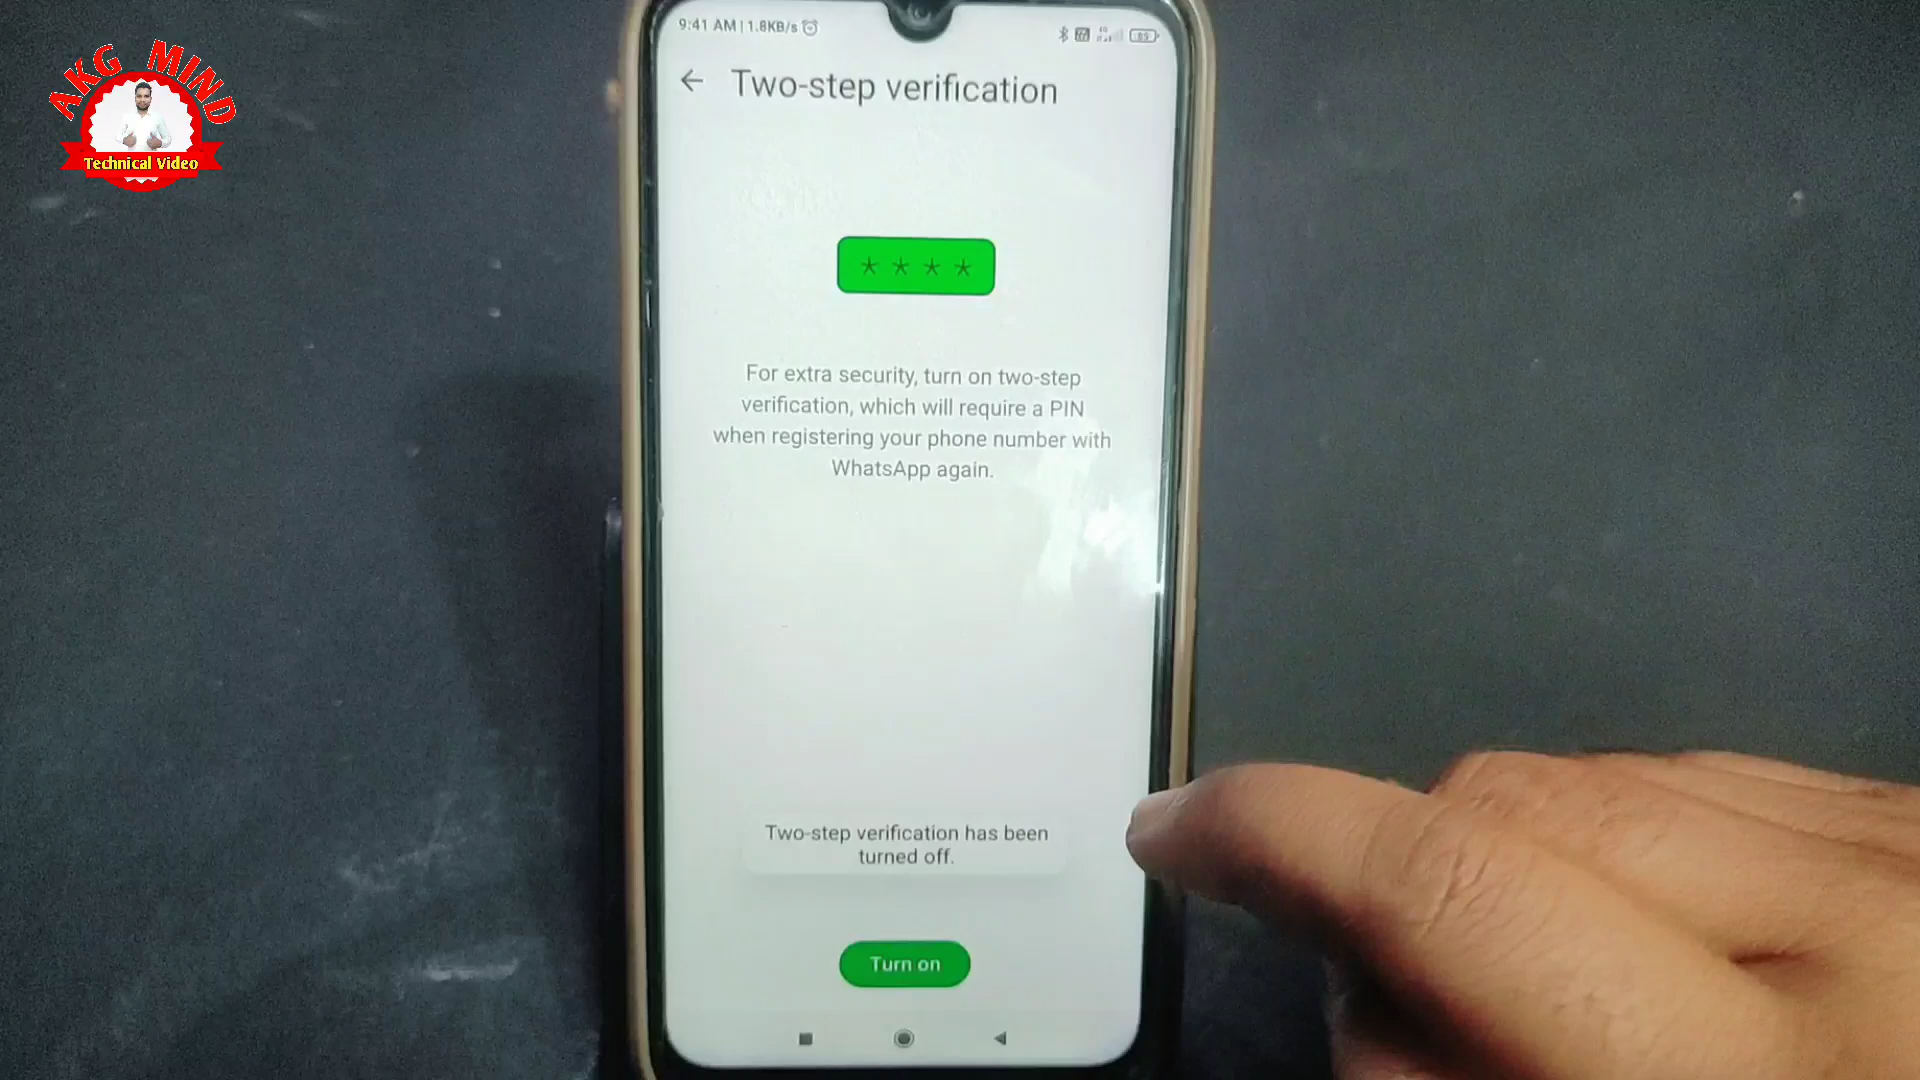 AKG MIND
Technical Video
9:41 AM | 1.8KB/s
85
Two-step verification
* * * *
For extra security, turn on two-step
verification, which will require a PIN
when registering your phone number with
WhatsApp again.
Two-step verification has been
turned off.
Turn on